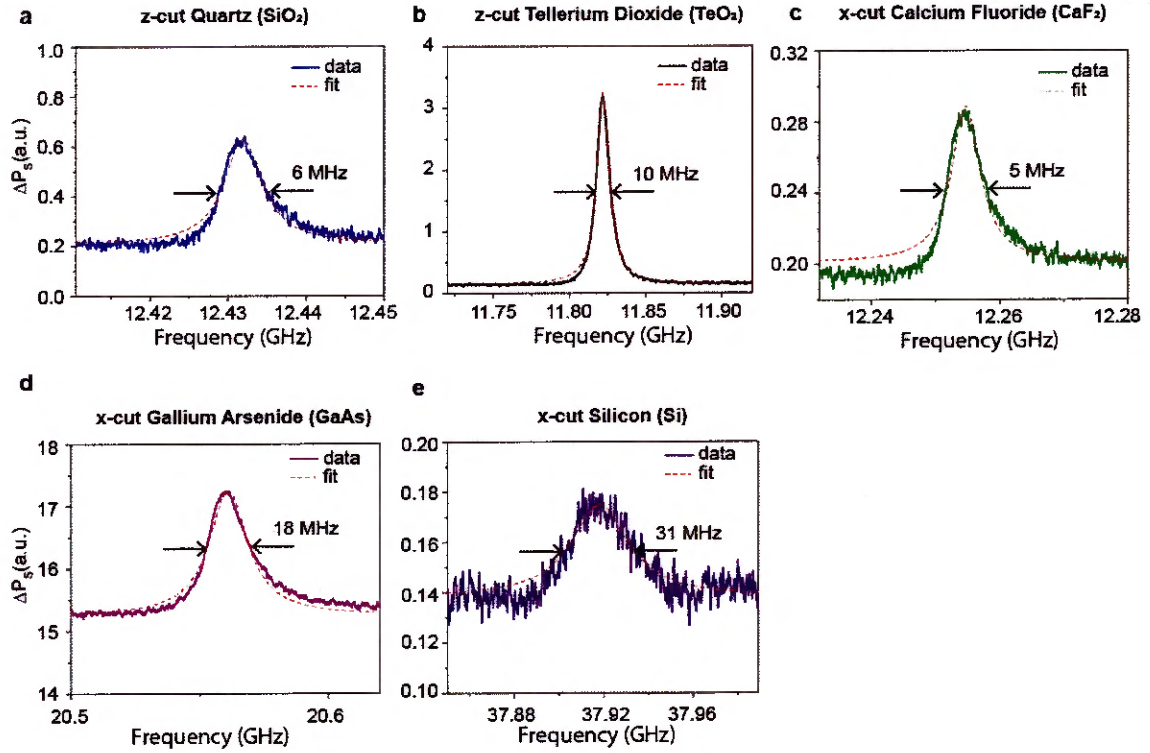 a
z-cut Quartz (SiO₂)
ΔPₛ(a.u.)
1.0
0.8
0.6
0.4
0.2
0.0
data
fit
6 MHz
12.42 12.43 12.44 12.45
Frequency (GHz)
b
z-cut Tellerium Dioxide (TeO₂)
4
3
2
1
0
data
fit
10 MHz
11.75 11.80 11.85 11.90
Frequency (GHz)
c
x-cut Calcium Fluoride (CaF₂)
0.32
0.28
0.24
0.20
data
fit
5 MHz
12.24 12.26 12.28
Frequency (GHz)
d
x-cut Gallium Arsenide (GaAs)
ΔPₛ(a.u.)
18
17
16
15
14
data
fit
18 MHz
20.5 20.6
Frequency (GHz)
e
x-cut Silicon (Si)
0.20
0.18
0.16
0.14
0.12
0.10
data
fit
31 MHz
37.88 37.92 37.96
Frequency (GHz)